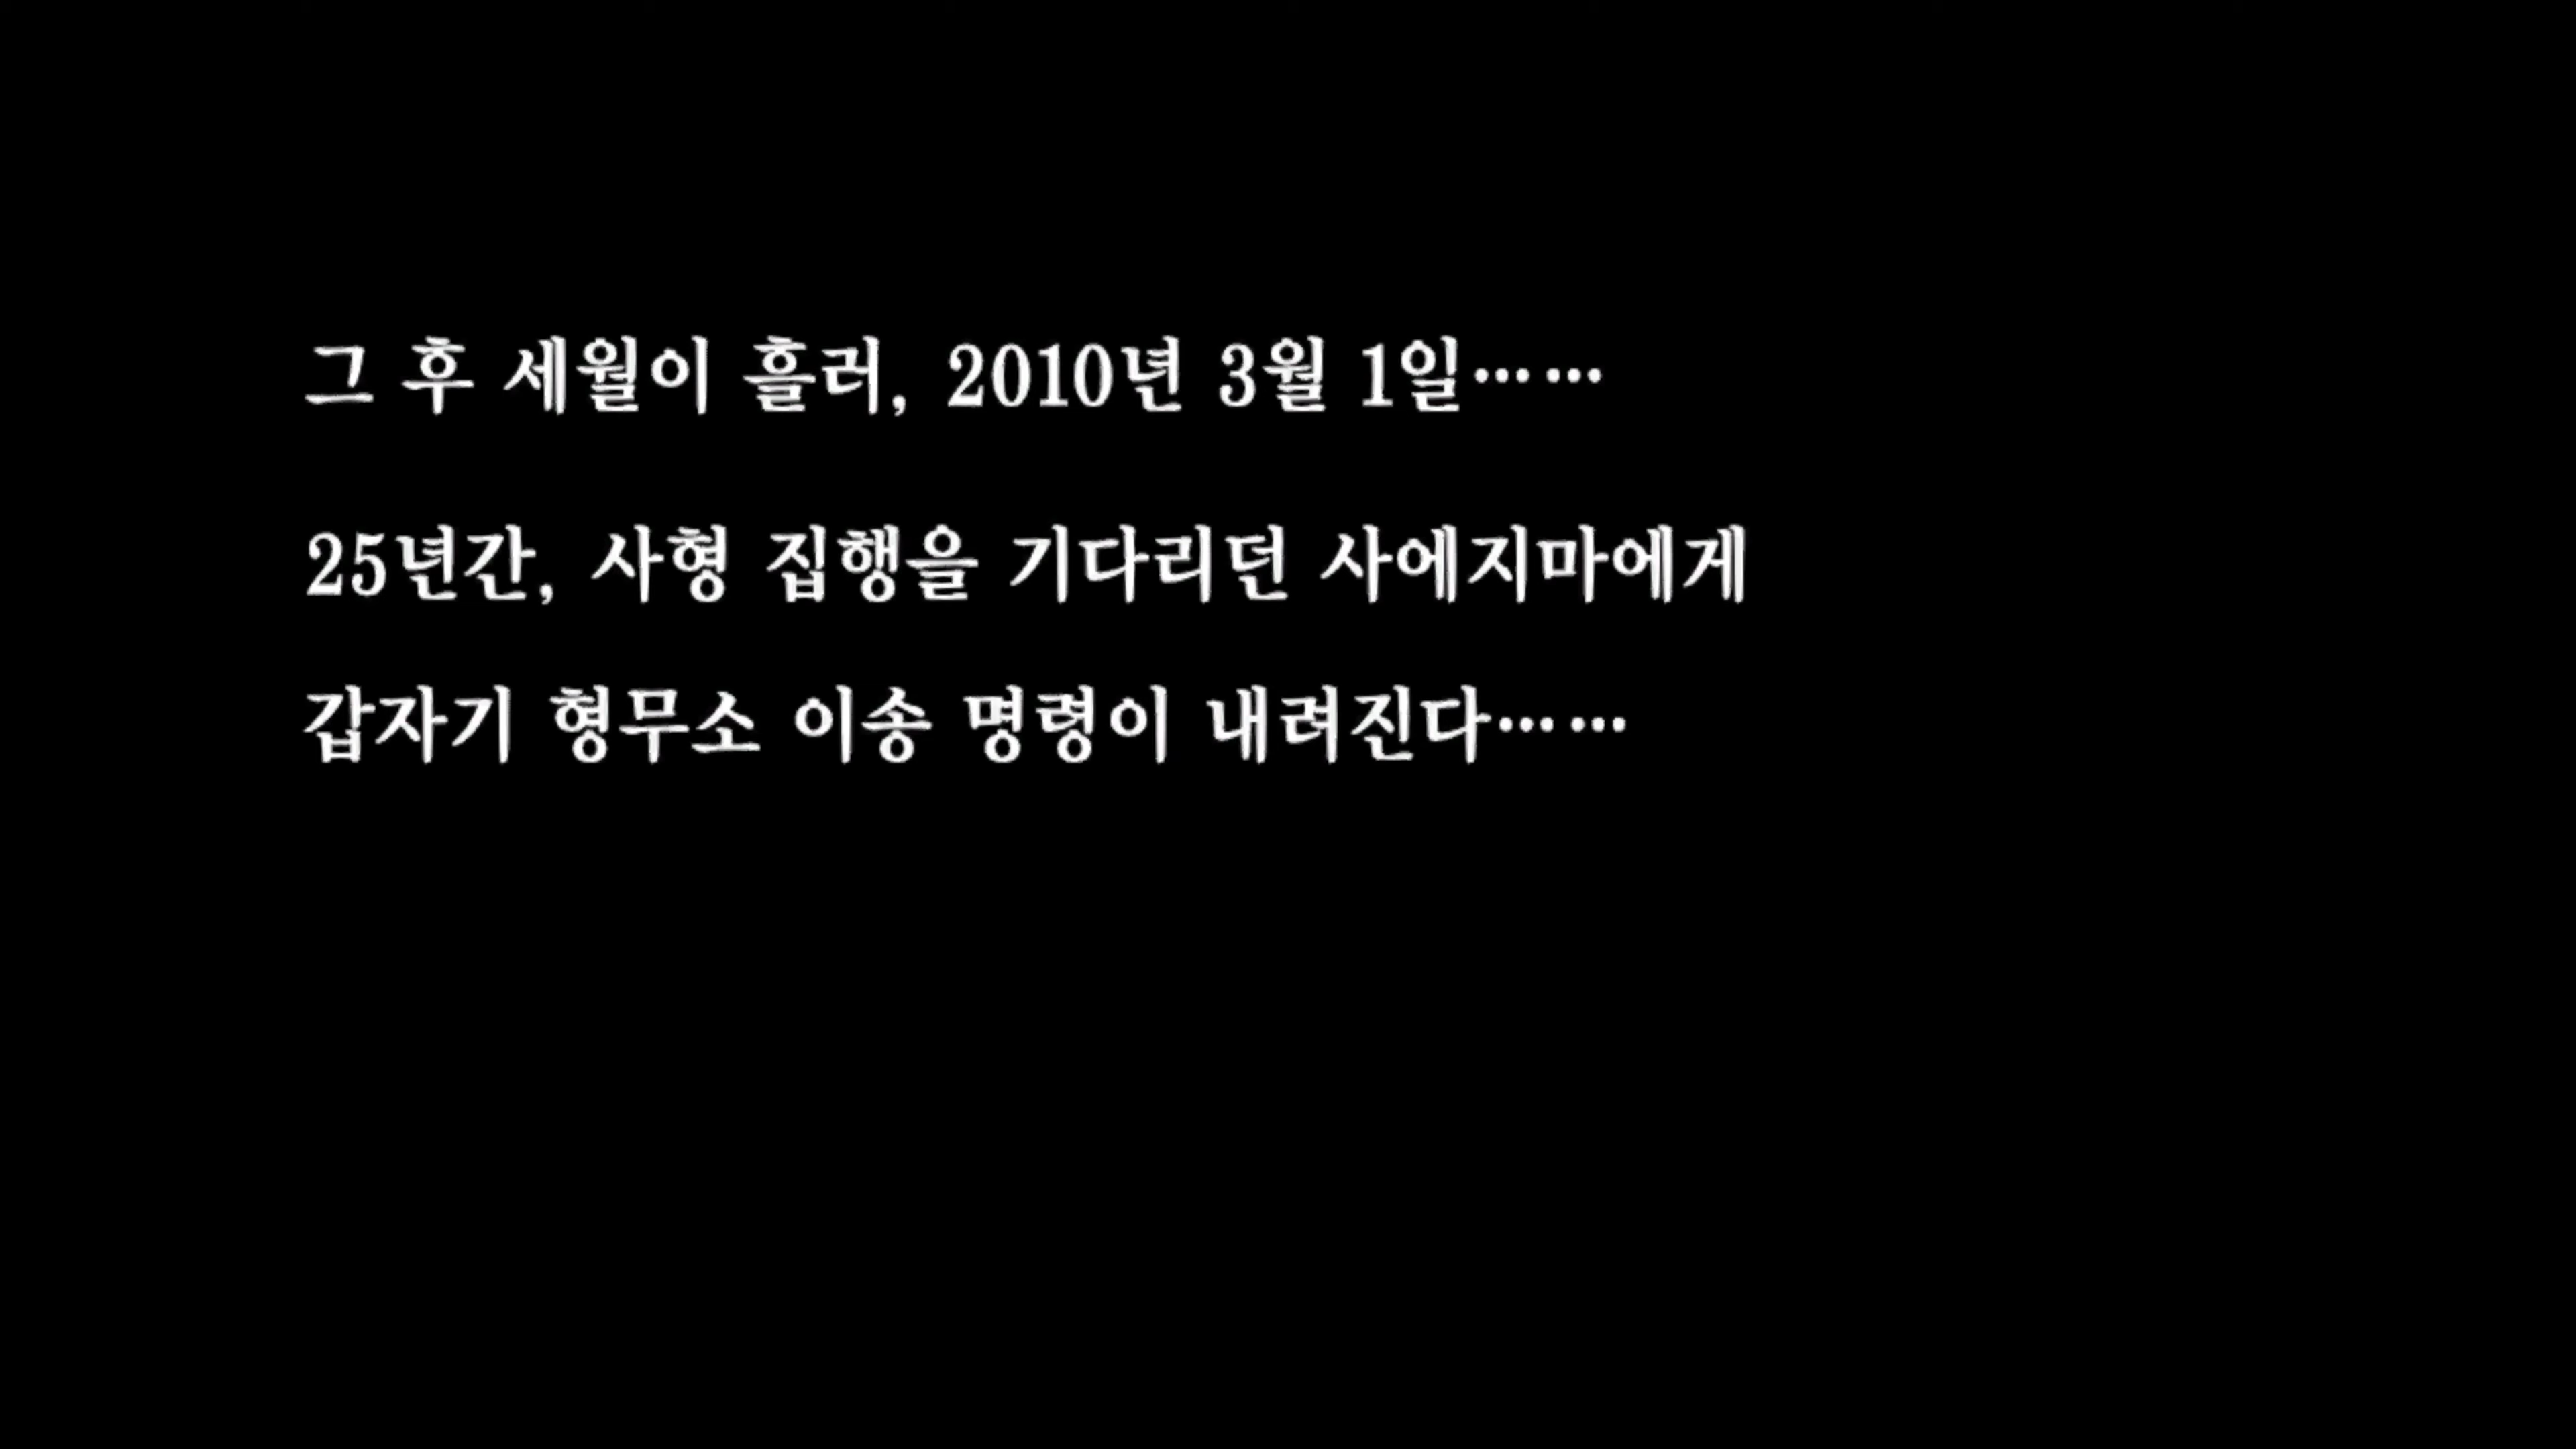 그 후 세월이 흘러, 2010년 3월 1일……
25년간, 사형 집행을 기다리던 사에지마에게
갑자기 형무소 이송 명령이 내려진다……